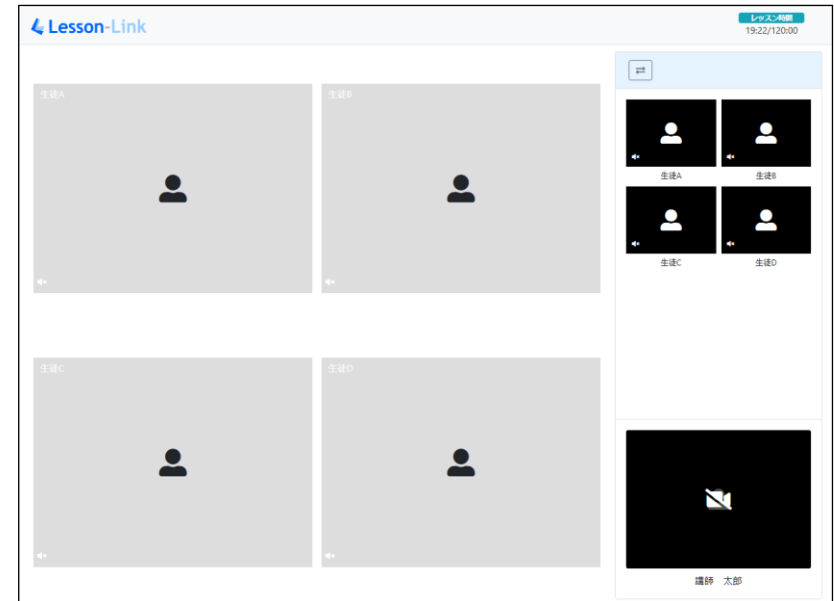 Lesson-Link
レッスン時間
19:22/120:00
生徒A
生徒B
生徒C
生徒D
生徒A
生徒B
生徒C
生徒D
講師　太郎